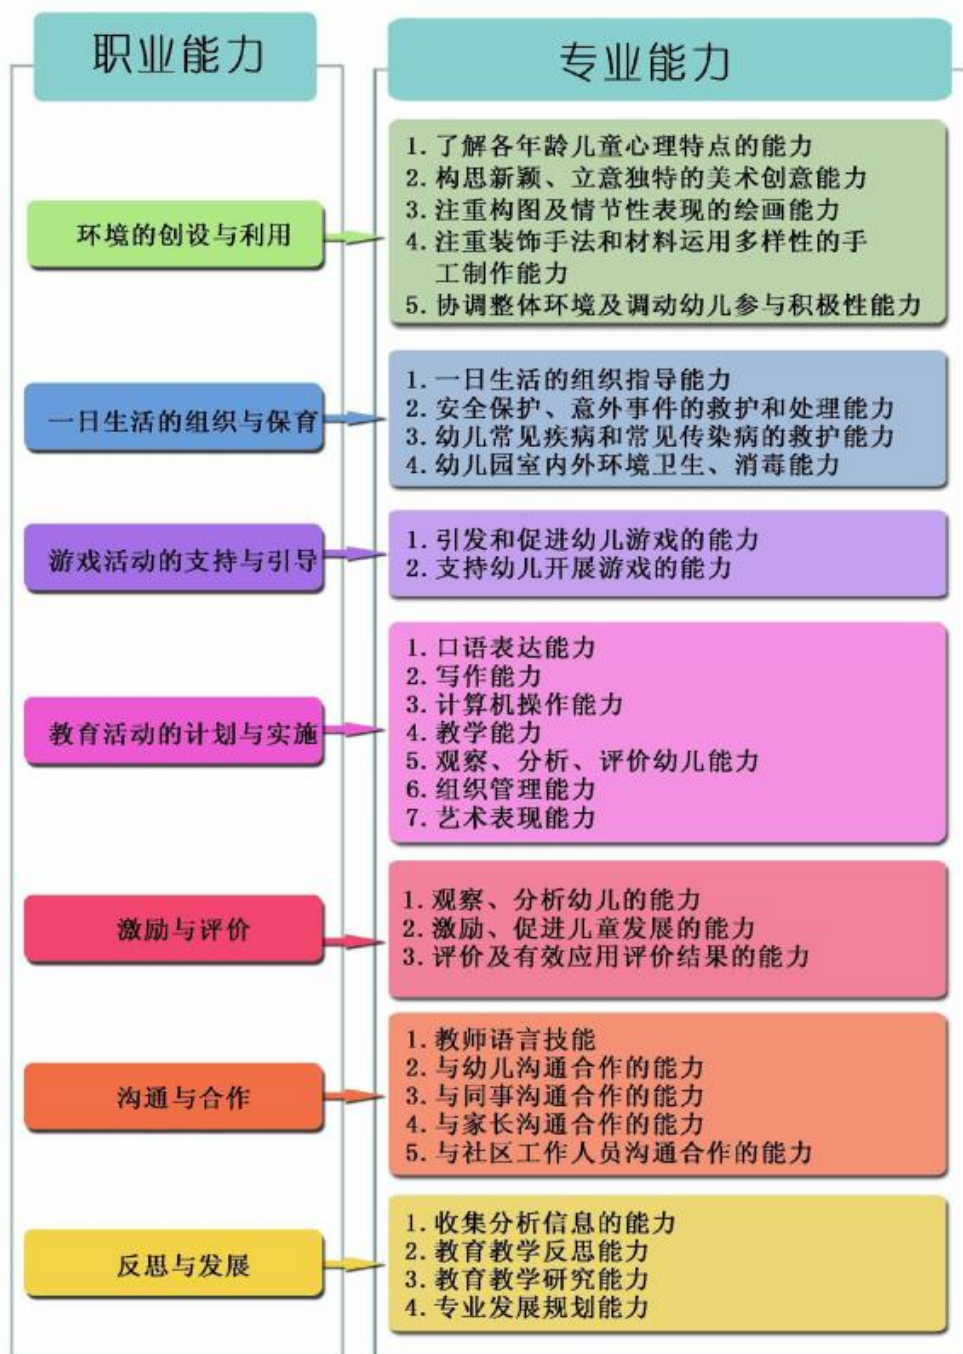 职业能力
专业能力
环境的创设与利用
1. 了解各年龄儿童心理特点的能力
2. 构思新颖、立意独特的美术创意能力
3. 注重构图及情节性表现的绘画能力
4. 注重装饰手法和材料运用多样性的手
工制作能力
5. 协调整体环境及调动幼儿参与积极性能力
一日生活的组织与保育
1. 一日生活的组织指导能力
2. 安全保护、意外事件的救护和处理能力
3. 幼儿常见疾病和常见传染病的救护能力
4. 幼儿园室内外环境卫生、消毒能力
游戏活动的支持与引导
1. 引发和促进幼儿游戏的能力
2. 支持幼儿开展游戏的能力
教育活动的计划与实施
1. 口语表达能力
2. 写作能力
3. 计算机操作能力
4. 教学能力
5. 观察、分析、评价幼儿能力
6. 组织管理能力
7. 艺术表现能力
激励与评价
1. 观察、分析幼儿的能力
2. 激励、促进儿童发展的能力
3. 评价及有效应用评价结果的能力
沟通与合作
1. 教师语言技能
2. 与幼儿沟通合作的能力
3. 与同事沟通合作的能力
4. 与家长沟通合作的能力
5. 与社区工作人员沟通合作的能力
反思与发展
1. 收集分析信息的能力
2. 教育教学反思能力
3. 教育教学研究能力
4. 专业发展规划能力